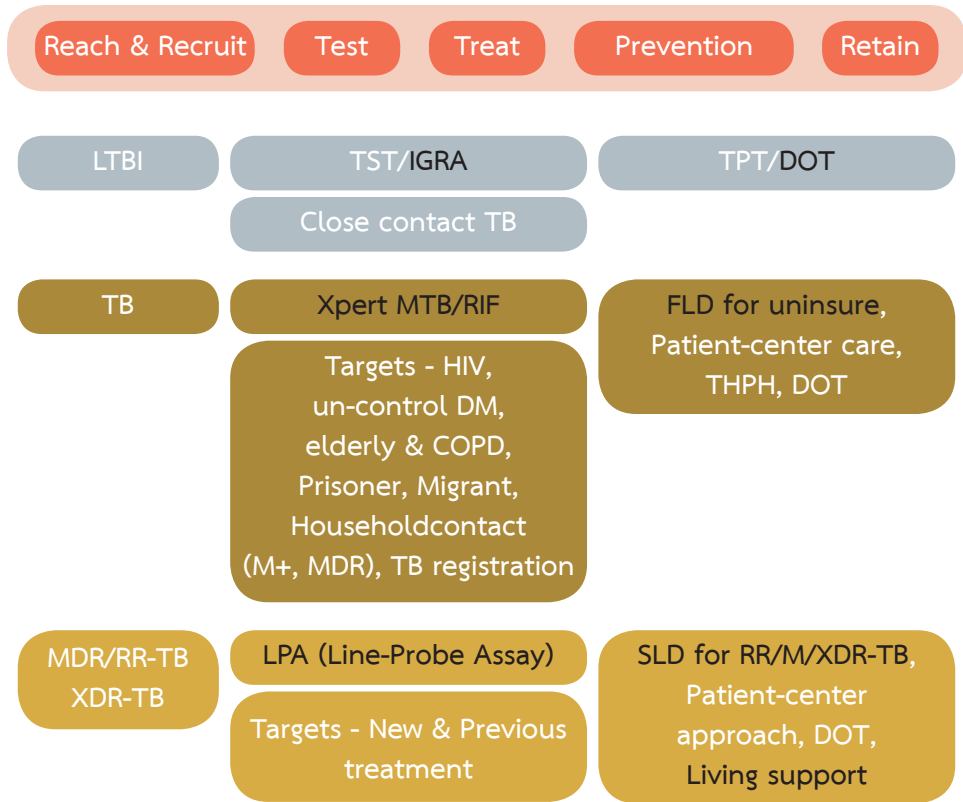 Reach & Recruit
Test
Treat
Prevention
Retain
LTBI
TST/IGRA
TPT/DOT
Close contact TB
TB
Xpert MTB/RIF
FLD for uninsure,
Patient-center care,
THPH, DOT
Targets - HIV,
un-control DM,
elderly & COPD,
Prisoner, Migrant,
Householdcontact
(M+, MDR), TB registration
MDR/RR-TB
XDR-TB
LPA (Line-Probe Assay)
Targets - New & Previous
treatment
SLD for RR/M/XDR-TB,
Patient-center
approach, DOT,
Living support